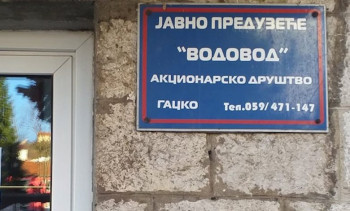 ЈАВНО ПРЕДУЗЕЋЕ
"ВОДОВОД"
АКЦИОНАРСКО ДРУШТВО
ГАЦКО Тел.059/471-147